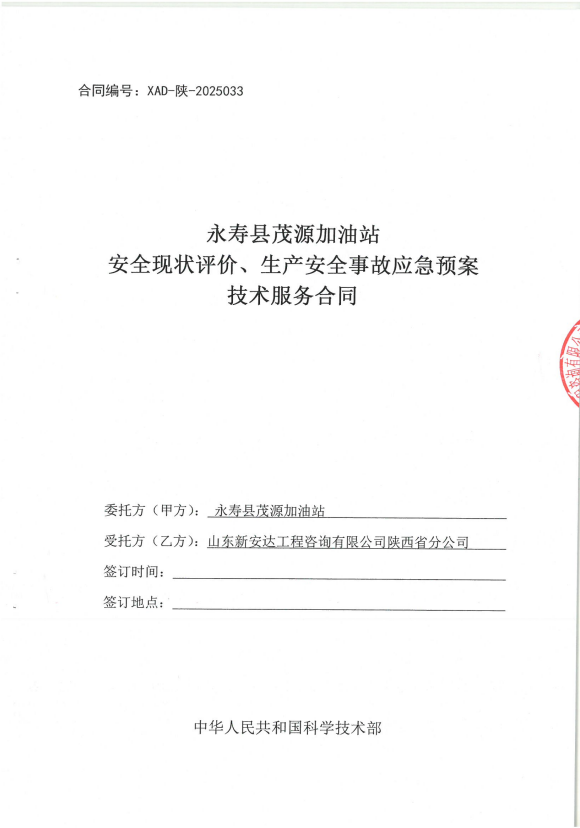 合同编号：XAD-陕-2025033
永寿县茂源加油站
安全现状评价、生产安全事故应急预案
技术服务合同
委托方（甲方）：永寿县茂源加油站
受托方（乙方）：山东新安达工程咨询有限公司陕西省分公司
签订时间：
签订地点：
中华人民共和国科学技术部